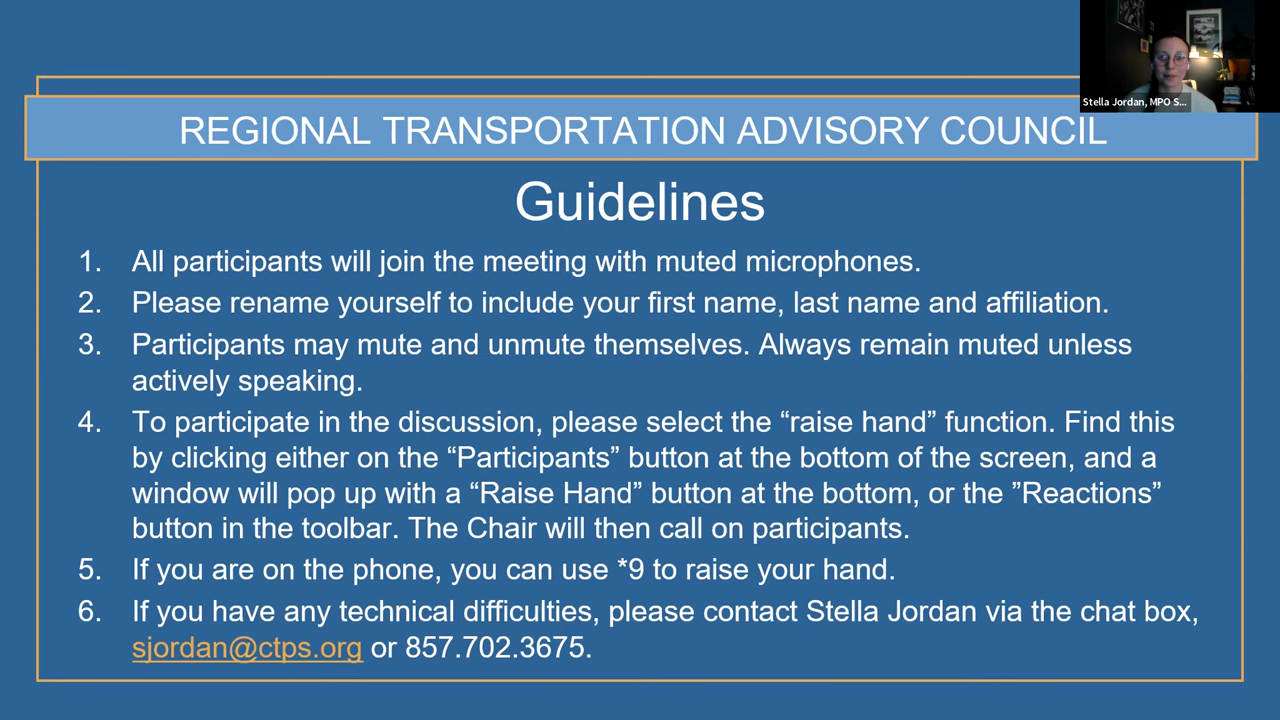 Stella Jordan, MPO S...
REGIONAL TRANSPORTATION ADVISORY COUNCIL
Guidelines
1. All participants will join the meeting with muted microphones.
2. Please rename yourself to include your first name, last name and affiliation.
3. Participants may mute and unmute themselves. Always remain muted unless
actively speaking.
4. To participate in the discussion, please select the “raise hand” function. Find this
by clicking either on the “Participants” button at the bottom of the screen, and a
window will pop up with a “Raise Hand” button at the bottom, or the ”Reactions”
button in the toolbar. The Chair will then call on participants.
5. If you are on the phone, you can use *9 to raise your hand.
6. If you have any technical difficulties, please contact Stella Jordan via the chat box,
sjordan@ctps.org or 857.702.3675.